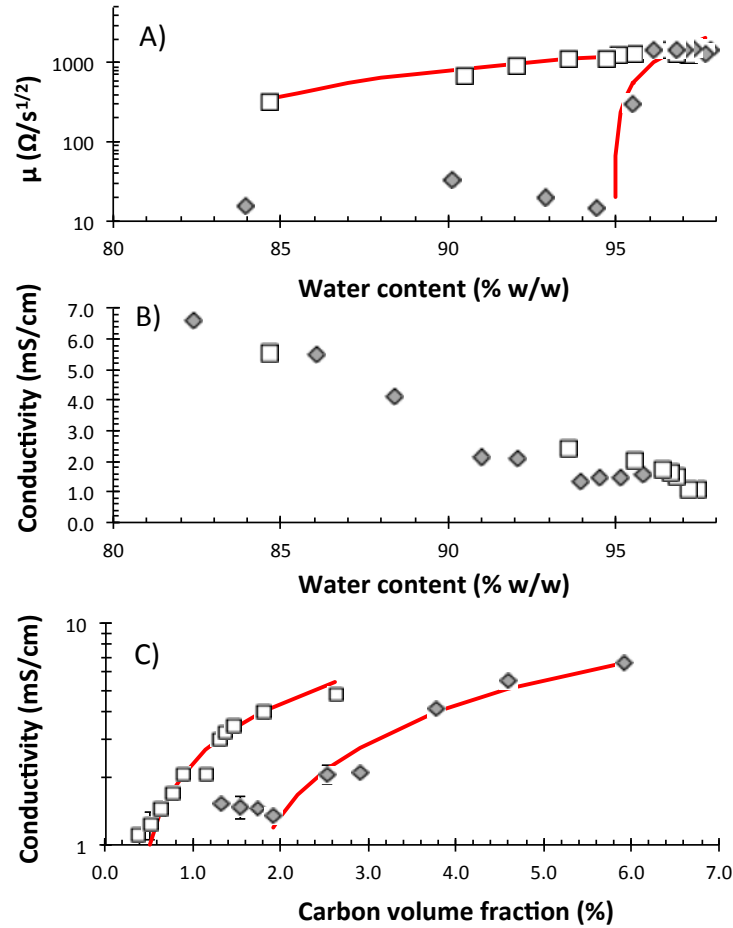 A)
μ (Ω/s^1/2)
1000
100
10
80 85 90 95
Water content (% w/w)
B)
Conductivity (mS/cm)
7.0
6.0
5.0
4.0
3.0
2.0
1.0
0.0
80 85 90 95
Water content (% w/w)
C)
Conductivity (mS/cm)
10
1
0.0 1.0 2.0 3.0 4.0 5.0 6.0 7.0
Carbon volume fraction (%)